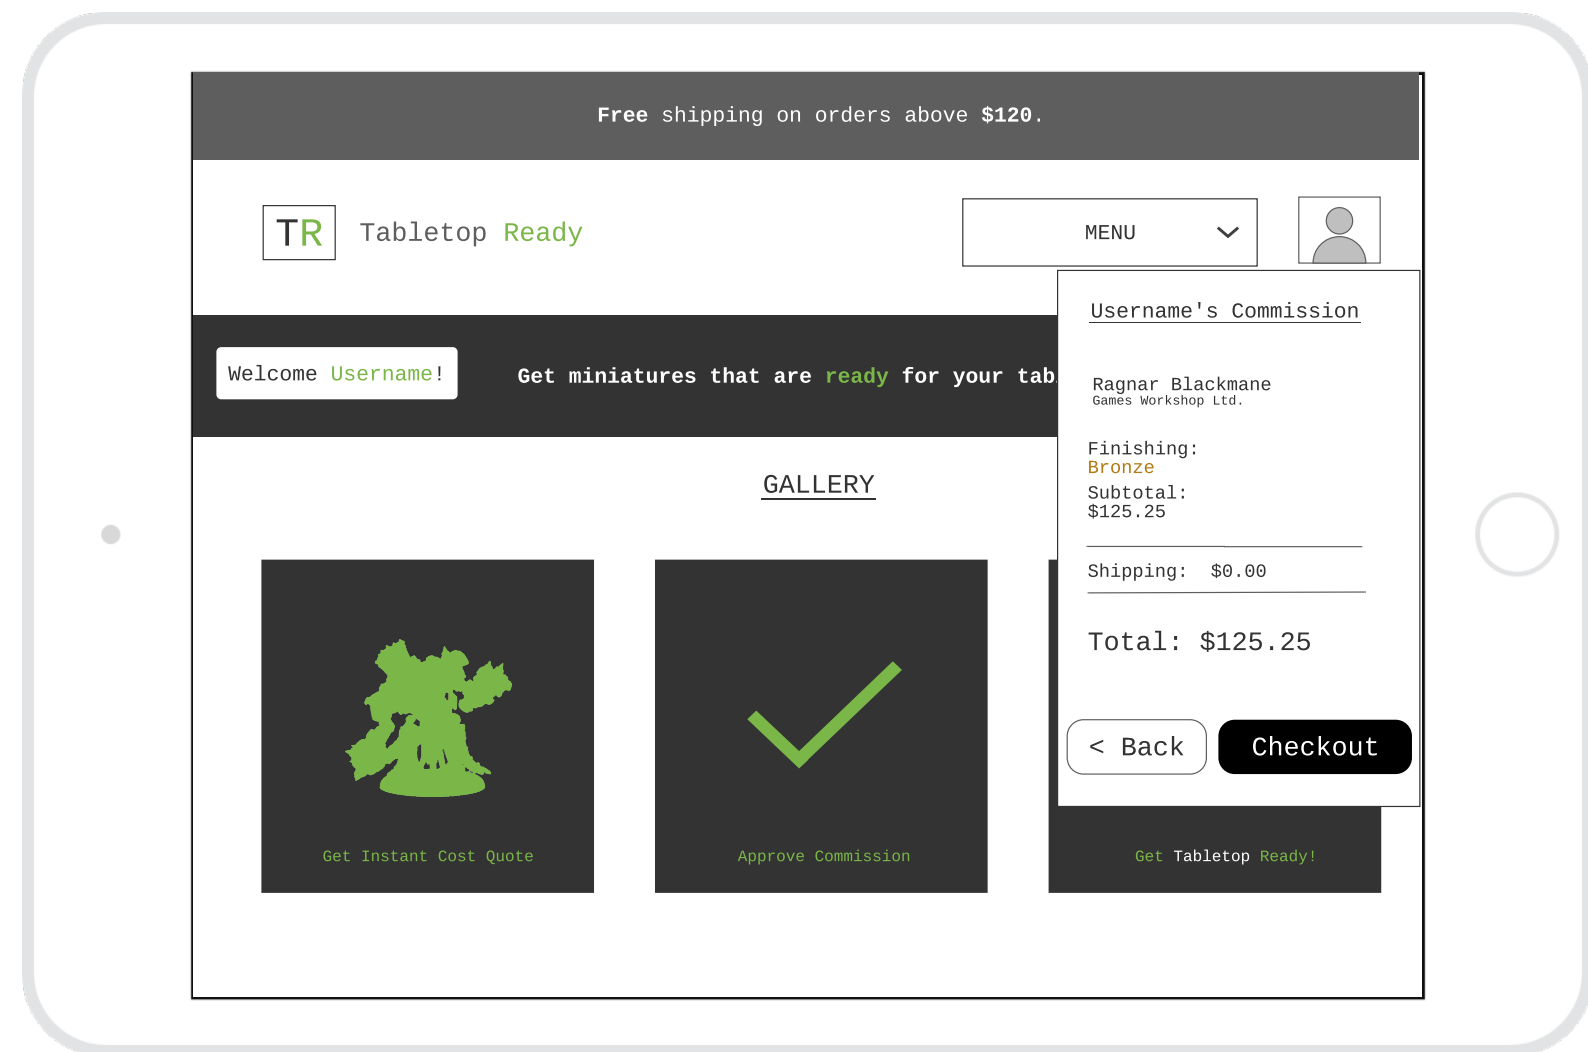 Free shipping on orders above $120.
TR Tabletop Ready
MENU
Username's Commission
Welcome Username!
Get miniatures that are ready for your tab
Ragnar Blackmane
Games Workshop Ltd.
Finishing:
Bronze
Subtotal:
$125.25
GALLERY
Shipping: $0.00
Total: $125.25
< Back
Checkout
Get Instant Cost Quote
Approve Commission
Get Tabletop Ready!